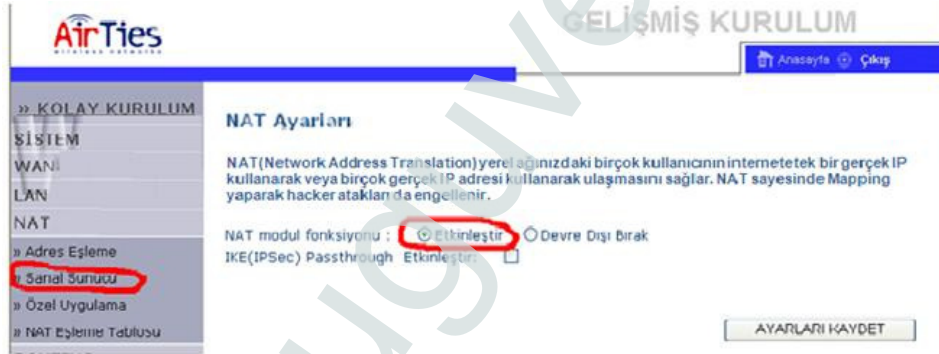 AirTies
wireless networks
GELİŞMİŞ KURULUM
Anasayfa Çıkış
» KOLAY KURULUM
SİSTEM
WAN
LAN
NAT
» Adres Eşleme
» Sanal Sunucu
» Özel Uygulama
» NAT Eşleme Tablosu
NAT Ayarları
NAT(Network Address Translation) yerel ağınızdaki birçok kullanıcının internetetek bir gerçek IP
kullanarak veya birçok gerçek IP adresi kullanarak ulaşmasını sağlar. NAT sayesinde Mapping
yaparak hacker atakları da engellenir.
NAT modul fonksiyonu : Etkinleştir Devre Dışı Bırak
IKE(IPSec) Passthrough Etkinleştir:
AYARLARI KAYDET